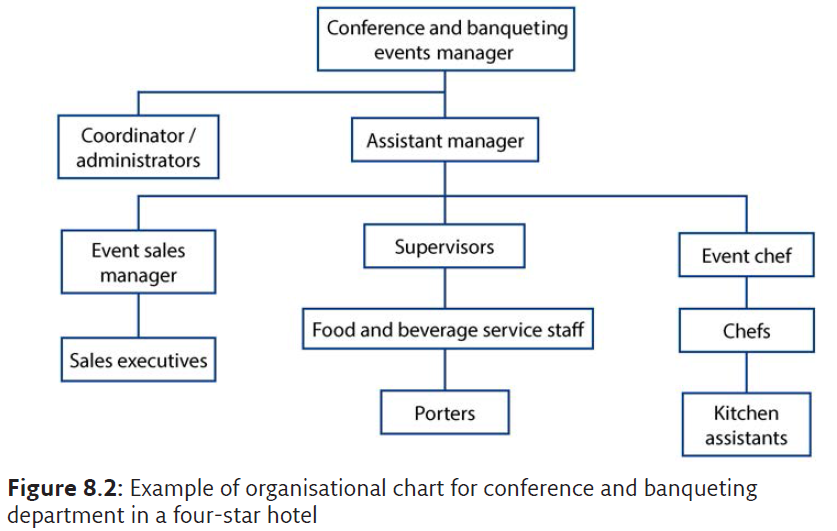 Conference and banqueting
events manager
Coordinator /
administrators
Assistant manager
Event sales
manager
Supervisors
Event chef
Sales executives
Food and beverage service staff
Chefs
Porters
Kitchen
assistants
Figure 8.2: Example of organisational chart for conference and banqueting
department in a four-star hotel